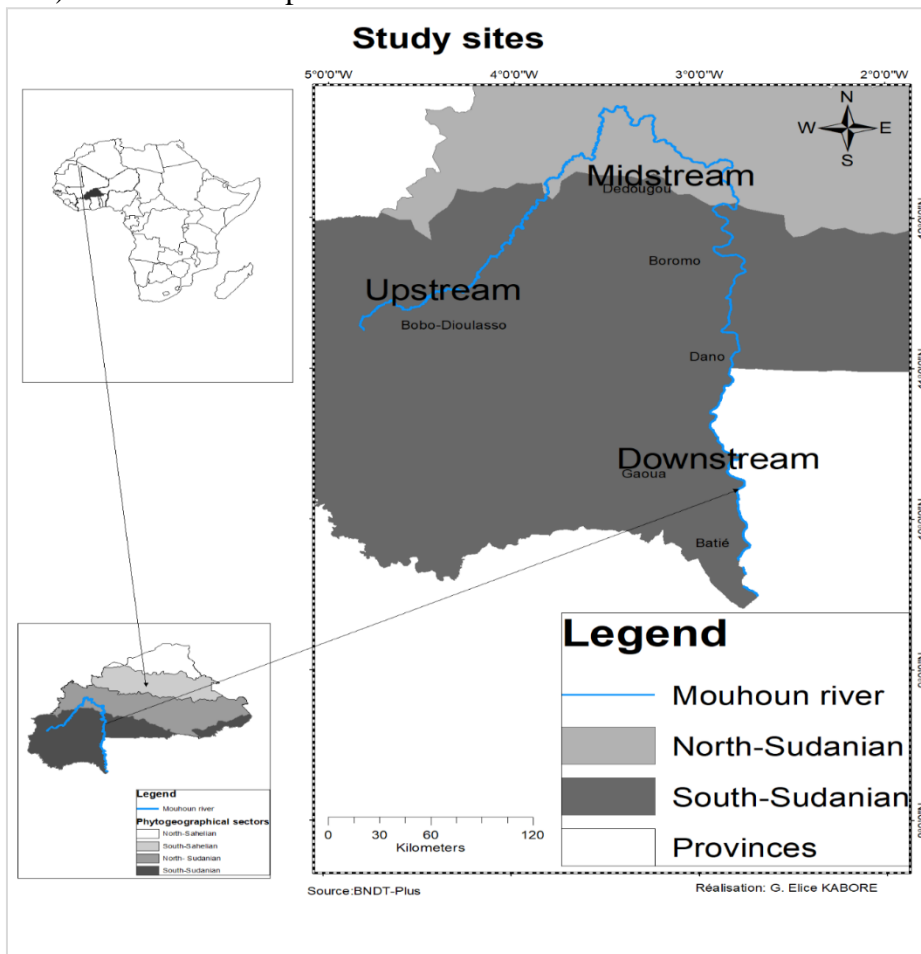 Study sites
5°0'0"W 4°0'0"W 3°0'0"W 2°0'0"W
N
W E
S
Midstream
Dedougou
Boromo
Upstream
Bobo-Dioulasso
Dano
Downstream
Gaoua
Batié
Legend
Mouhoun river
North-Sudanian
South-Sudanian
Provinces
0 30 60 120
Kilometers
Legend
Mouhoun river
Phytogeographical sectors
North-Sahelian
South-Sahelian
North- Sudanian
South-Sudanian
Source:BNDT-Plus
Réalisation: G. Elice KABORE